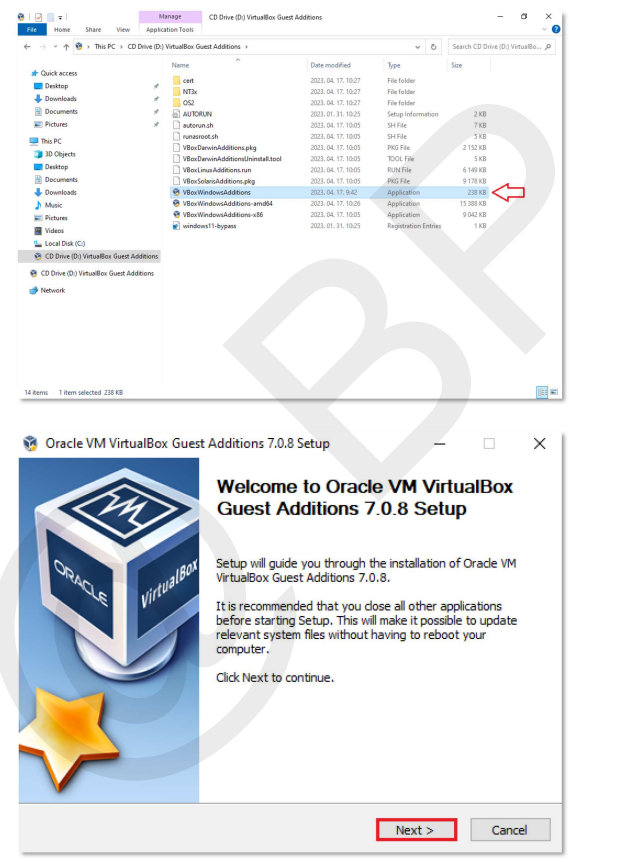 Manage
CD Drive (D:) VirtualBox Guest Additions
File
Home
Share
View
Application Tools
This PC > CD Drive (D:) VirtualBox Guest Additions >
Search CD Drive (D:) VirtualBo...
Name
Date modified
Type
Size
Quick access
Desktop
Downloads
Documents
Pictures
This PC
3D Objects
Desktop
Documents
Downloads
Music
Pictures
Videos
Local Disk (C:)
CD Drive (D:) VirtualBox Guest Additions
CD Drive (D:) VirtualBox Guest Additions
Network
cert 2023. 04. 17. 10:27 File folder
NT3x 2023. 04. 17. 10:27 File folder
OS2 2023. 04. 17. 10:27 File folder
AUTORUN 2023. 01. 31. 10:25 Setup Information 2 KB
autorun.sh 2023. 04. 17. 10:05 SH File 7 KB
runasroot.sh 2023. 04. 17. 10:05 SH File 5 KB
VBoxDarwinAdditions.pkg 2023. 04. 17. 10:05 PKG File 2 152 KB
VBoxDarwinAdditionsUninstall.tool 2023. 04. 17. 10:05 TOOL File 5 KB
VBoxLinuxAdditions.run 2023. 04. 17. 10:05 RUN File 6 149 KB
VBoxSolarisAdditions.pkg 2023. 04. 17. 10:05 PKG File 9 178 KB
VBoxWindowsAdditions 2023. 04. 17. 9:42 Application 238 KB
VBoxWindowsAdditions-amd64 2023. 04. 17. 10:26 Application 15 388 KB
VBoxWindowsAdditions-x86 2023. 04. 17. 10:05 Application 9 042 KB
windows11-bypass 2023. 01. 31. 10:25 Registration Entries 1 KB
14 items 1 item selected 238 KB
Oracle VM VirtualBox Guest Additions 7.0.8 Setup
ORACLE
VirtualBox
Welcome to Oracle VM VirtualBox
Guest Additions 7.0.8 Setup
Setup will guide you through the installation of Oracle VM
VirtualBox Guest Additions 7.0.8.
It is recommended that you close all other applications
before starting Setup. This will make it possible to update
relevant system files without having to reboot your
computer.
Click Next to continue.
Next >
Cancel
@BP